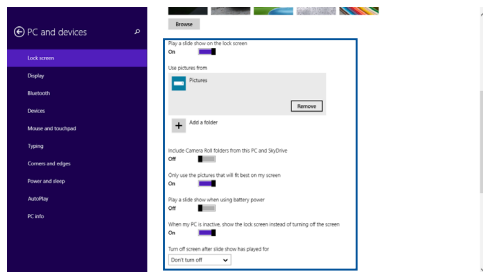 PC and devices
Lock screen
Display
Bluetooth
Devices
Mouse and touchpad
Typing
Corners and edges
Power and sleep
AutoPlay
PC info
Browse
Play a slide show on the lock screen
On
Use pictures from
Pictures
Remove
Add a folder
Include Camera Roll folders from this PC and SkyDrive
Off
Only use the pictures that will fit best on my screen
On
Play a slide show when using battery power
Off
When my PC is inactive, show the lock screen instead of turning off the screen
On
Turn off screen after slide show has played for
Don't turn off